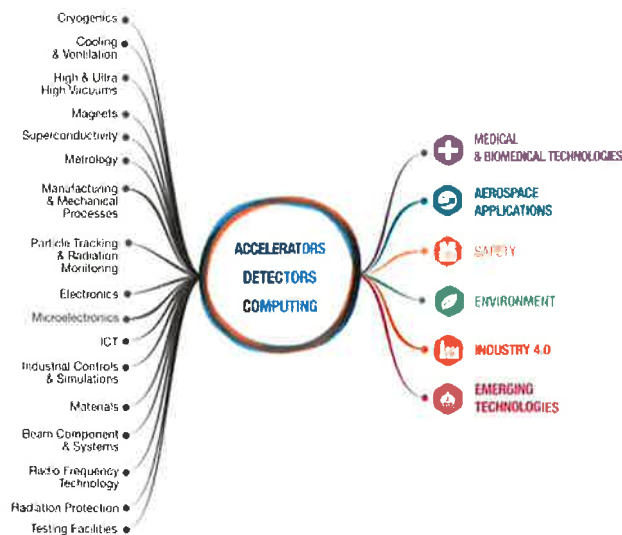 Cryogenics
Cooling
& Ventilation
High & Ultra
High Vacuums
Magnets
Superconductivity
Metrology
Manufacturing
& Mechanical
Processes
Particle Tracking
& Radiation
Monitoring
Electronics
Microelectronics
ICT
Industrial Controls
& Simulations
Materials
Beam Component
& Systems
Radio Frequency
Technology
Radiation Protection
Testing Facilities
ACCELERATORS
DETECTORS
COMPUTING
MEDICAL
& BIOMEDICAL TECHNOLOGIES
AEROSPACE
APPLICATIONS
SAFETY
ENVIRONMENT
INDUSTRY 4.0
EMERGING
TECHNOLOGIES